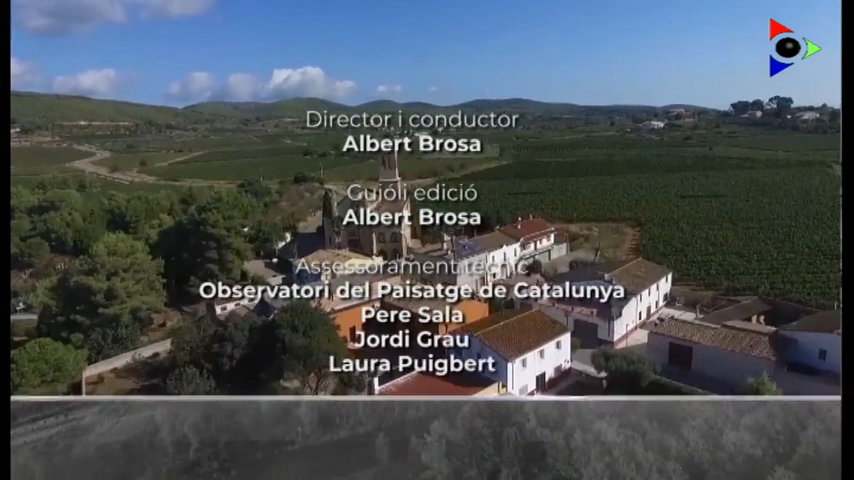 Director i conductor
Albert Brosa
Guió i edició
Albert Brosa
Assessorament tècnic
Observatori del Paisatge de Catalunya
Pere Sala
Jordi Grau
Laura Puigbert